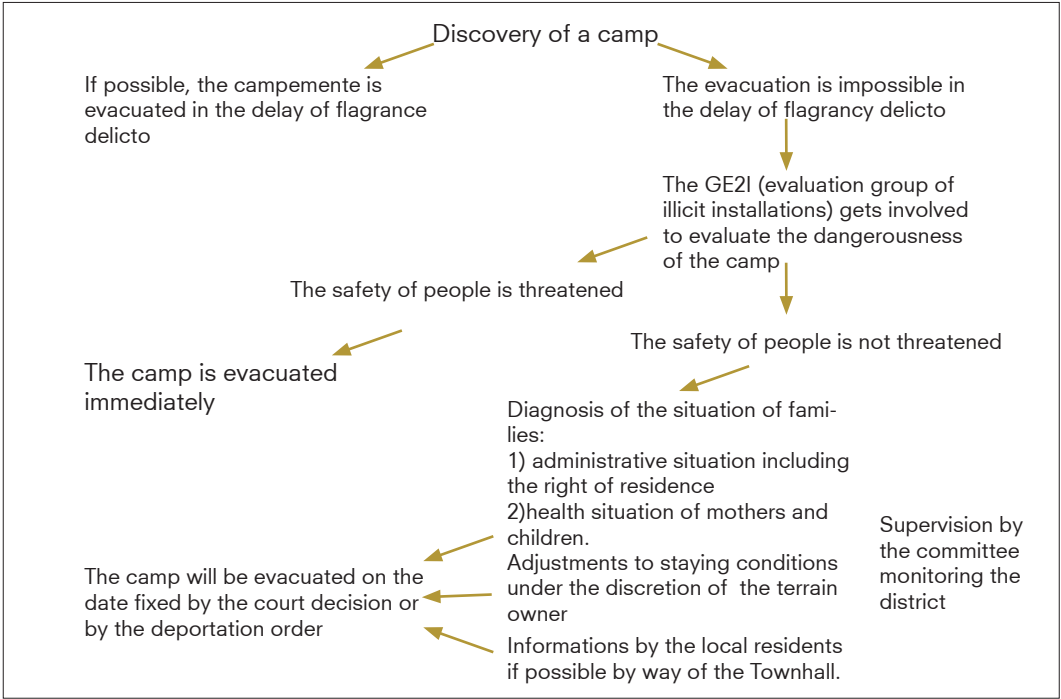 Discovery of a camp
If possible, the campemente is
evacuated in the delay of flagrance
delicto
The evacuation is impossible in
the delay of flagrancy delicto
The GE2I (evaluation group of
illicit installations) gets involved
to evaluate the dangerousness
of the camp
The safety of people is threatened
The safety of people is not threatened
The camp is evacuated
immediately
Diagnosis of the situation of fami-
lies:
1) administrative situation including
the right of residence
2)health situation of mothers and
children.
Adjustments to staying conditions
under the discretion of the terrain
owner
Informations by the local residents
if possible by way of the Townhall.
Supervision by
the committee
monitoring the
district
The camp will be evacuated on the
date fixed by the court decision or
by the deportation order